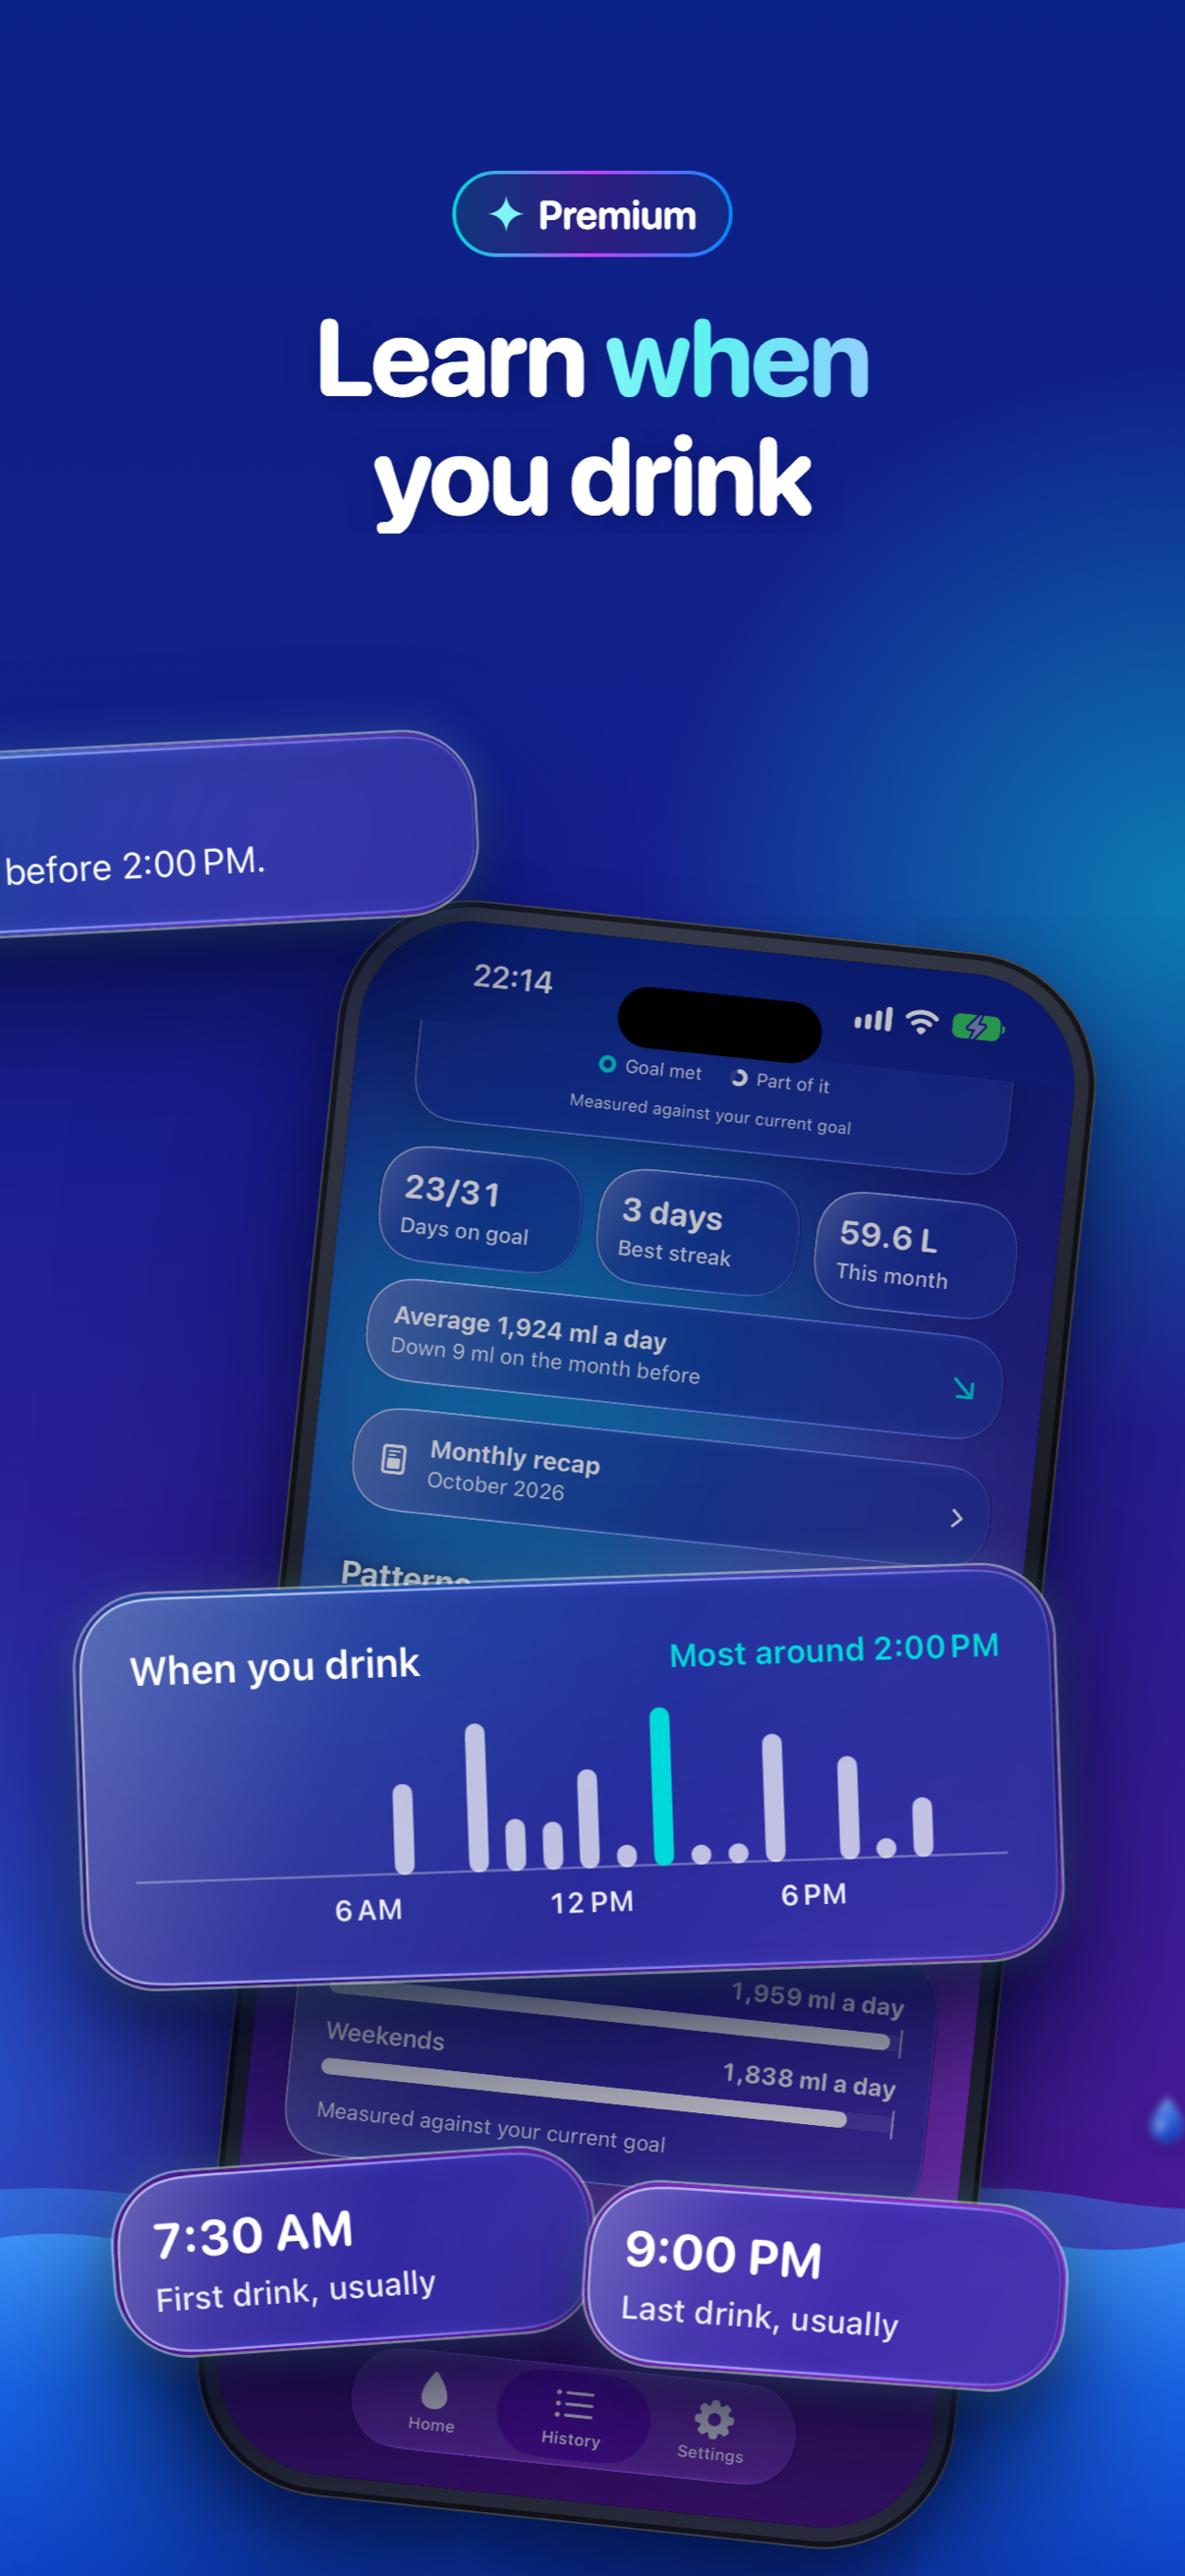 Premium
Learn when
you drink
before 2:00 PM.
22:14
Goal met Part of it
Measured against your current goal
23/31
Days on goal
3 days
Best streak
59.6 L
This month
Average 1,924 ml a day
Down 9 ml on the month before
Monthly recap
October 2026
Patterns
When you drink
Most around 2:00 PM
6 AM 12 PM 6 PM
1,959 ml a day
Weekends
1,838 ml a day
Measured against your current goal
7:30 AM
First drink, usually
9:00 PM
Last drink, usually
Home History Settings